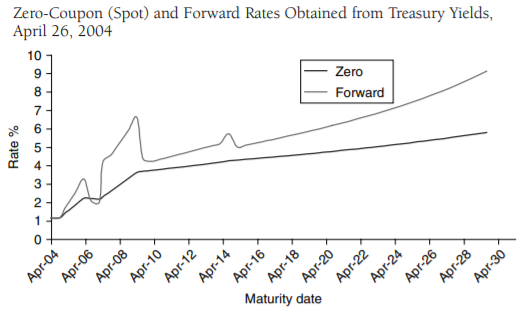 Zero-Coupon (Spot) and Forward Rates Obtained from Treasury Yields,
April 26, 2004
10
9
8
7
6
5
4
3
2
1
0
Rate %
Zero
Forward
Apr-04
Apr-06
Apr-08
Apr-10
Apr-12
Apr-14
Apr-16
Apr-18
Apr-20
Apr-22
Apr-24
Apr-26
Apr-28
Apr-30
Maturity date